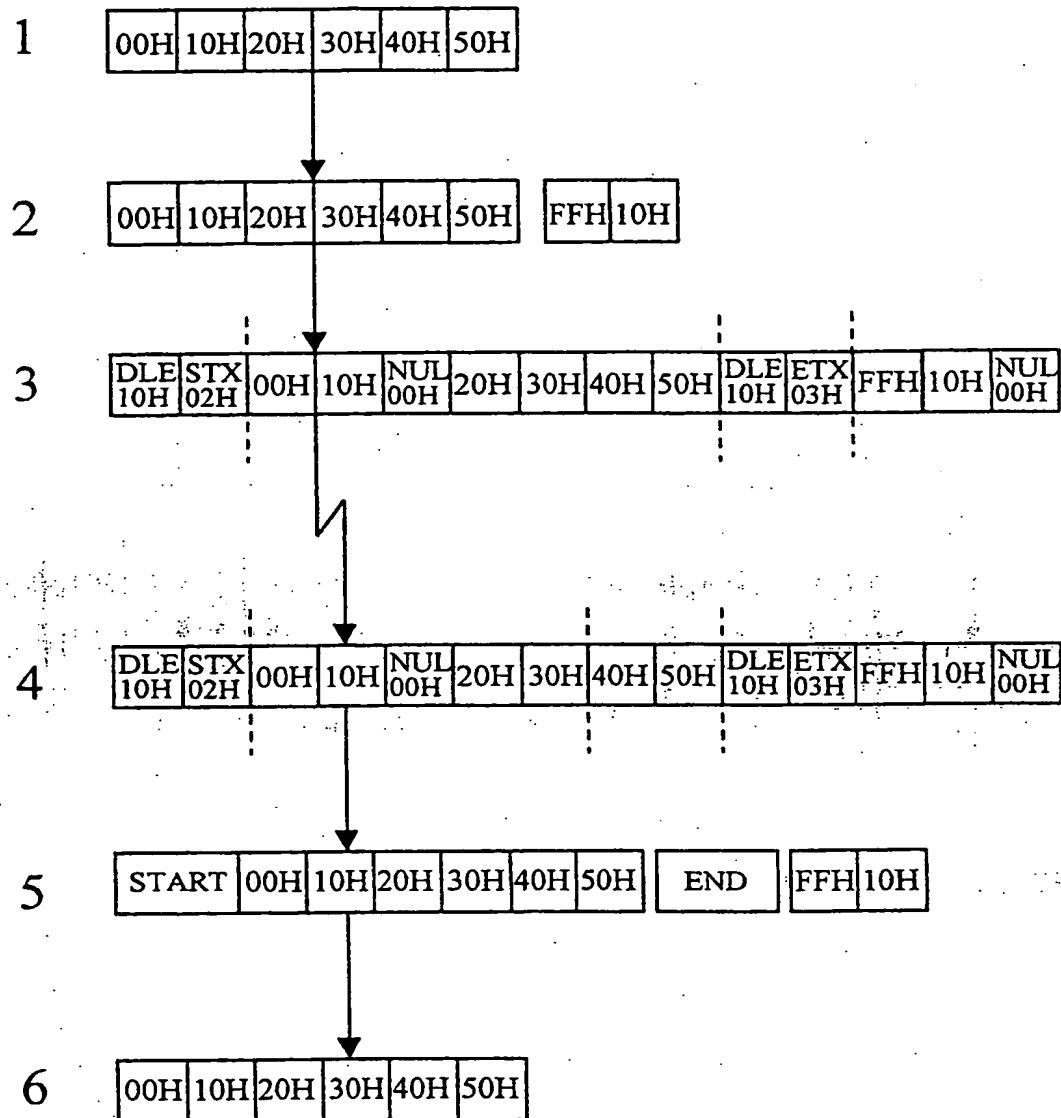 1 00H 10H 20H 30H 40H 50H
2 00H 10H 20H 30H 40H 50H FFH 10H
3 DLE 10H STX 02H 00H 10H NUL 00H 20H 30H 40H 50H DLE 10H ETX 03H FFH 10H NUL 00H
4 DLE 10H STX 02H 00H 10H NUL 00H 20H 30H 40H 50H DLE 10H ETX 03H FFH 10H NUL 00H
5 START 00H 10H 20H 30H 40H 50H END FFH 10H
6 00H 10H 20H 30H 40H 50H